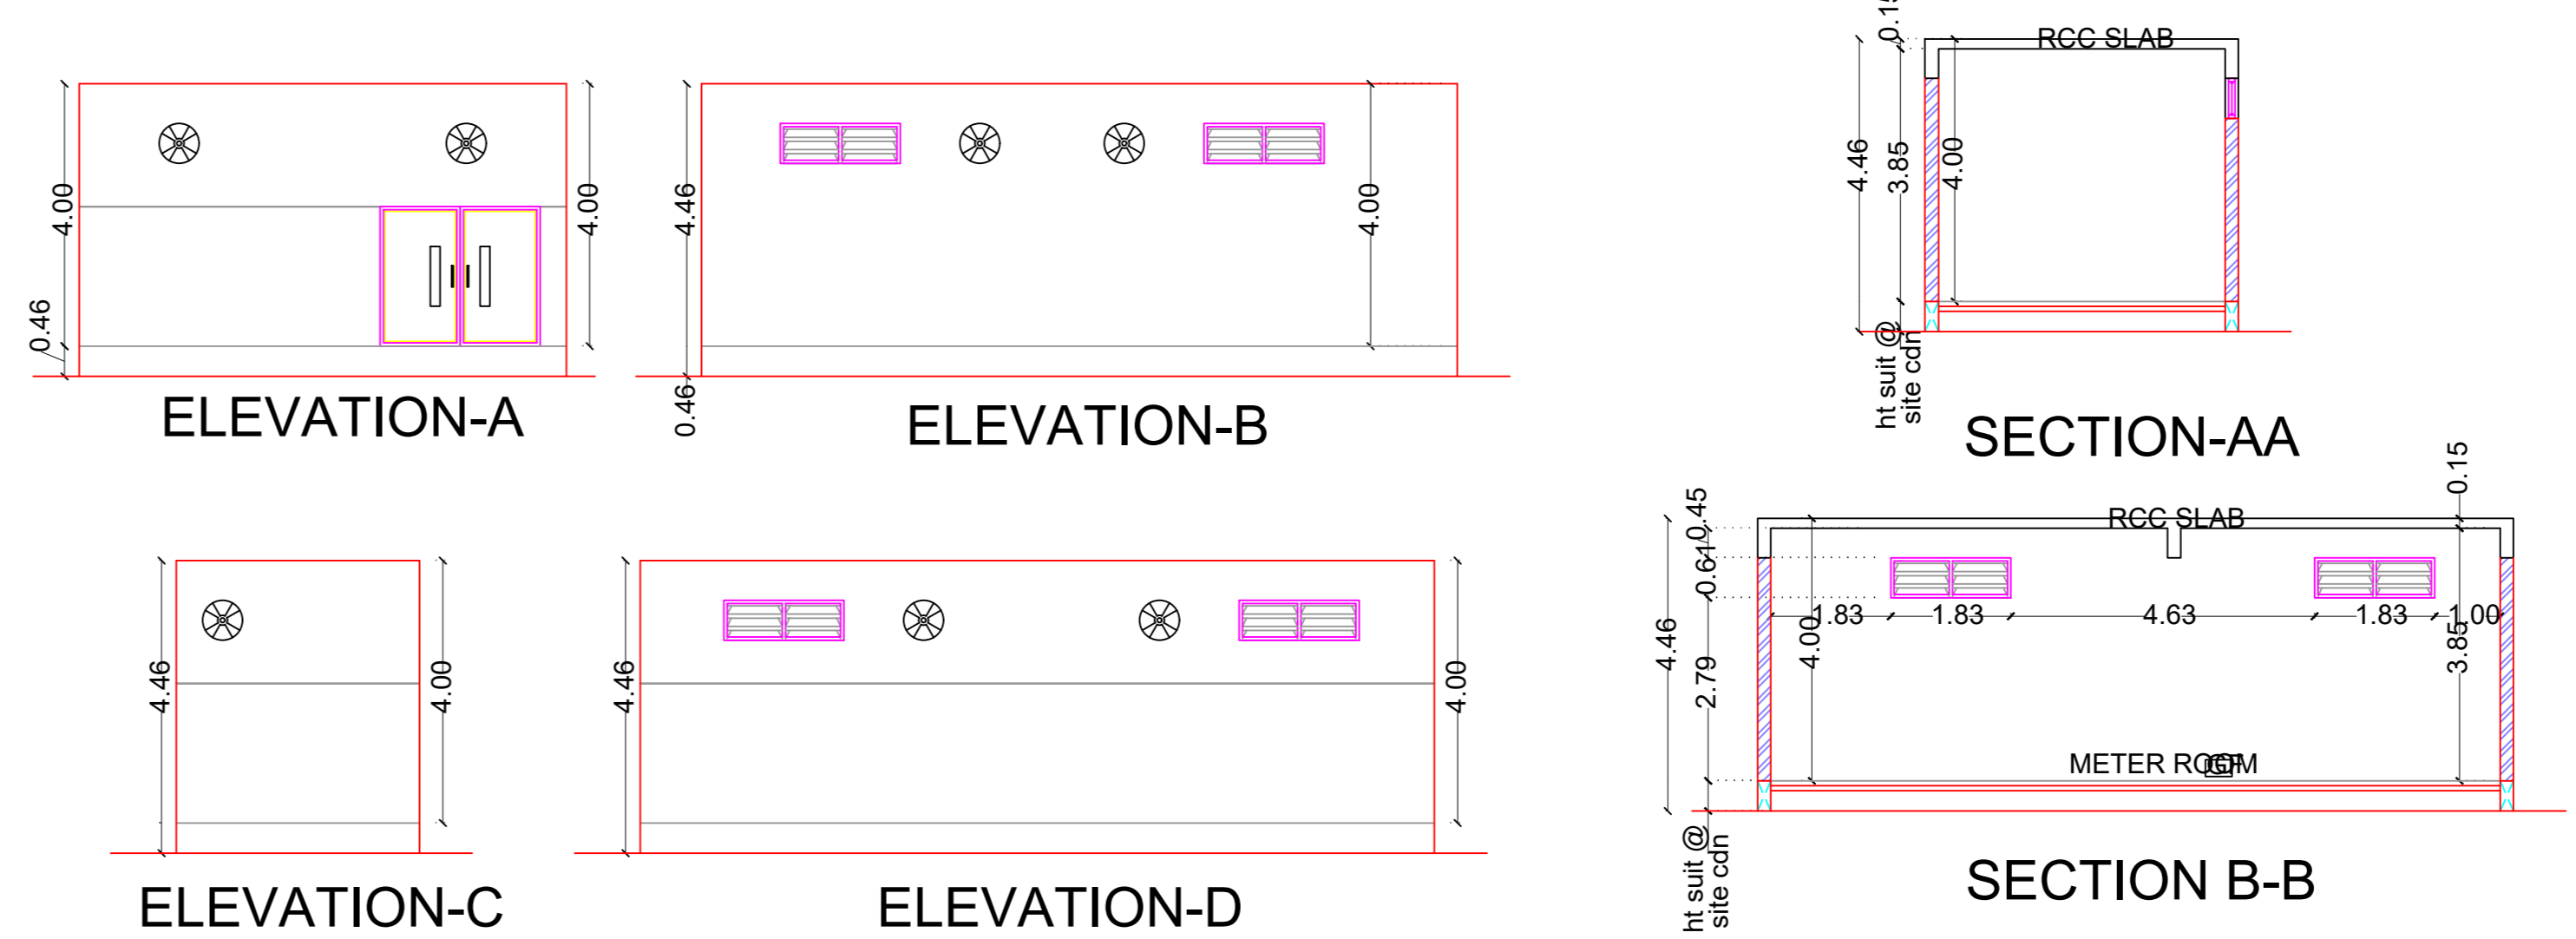 4.00
0.46
4.00
ELEVATION-A
4.46
0.46
4.00
ELEVATION-B
0.15
RCC SLAB
4.46
3.85
4.00
ht suit @
site cdn
SECTION-AA
4.46
4.00
ELEVATION-C
4.46
4.00
ELEVATION-D
0.45
0.15
RCC SLAB
0.61
1.83
1.83
4.63
1.83
1.00
4.46
2.79
4.00
3.85
METER ROOM
ht suit @
site cdn
SECTION B-B